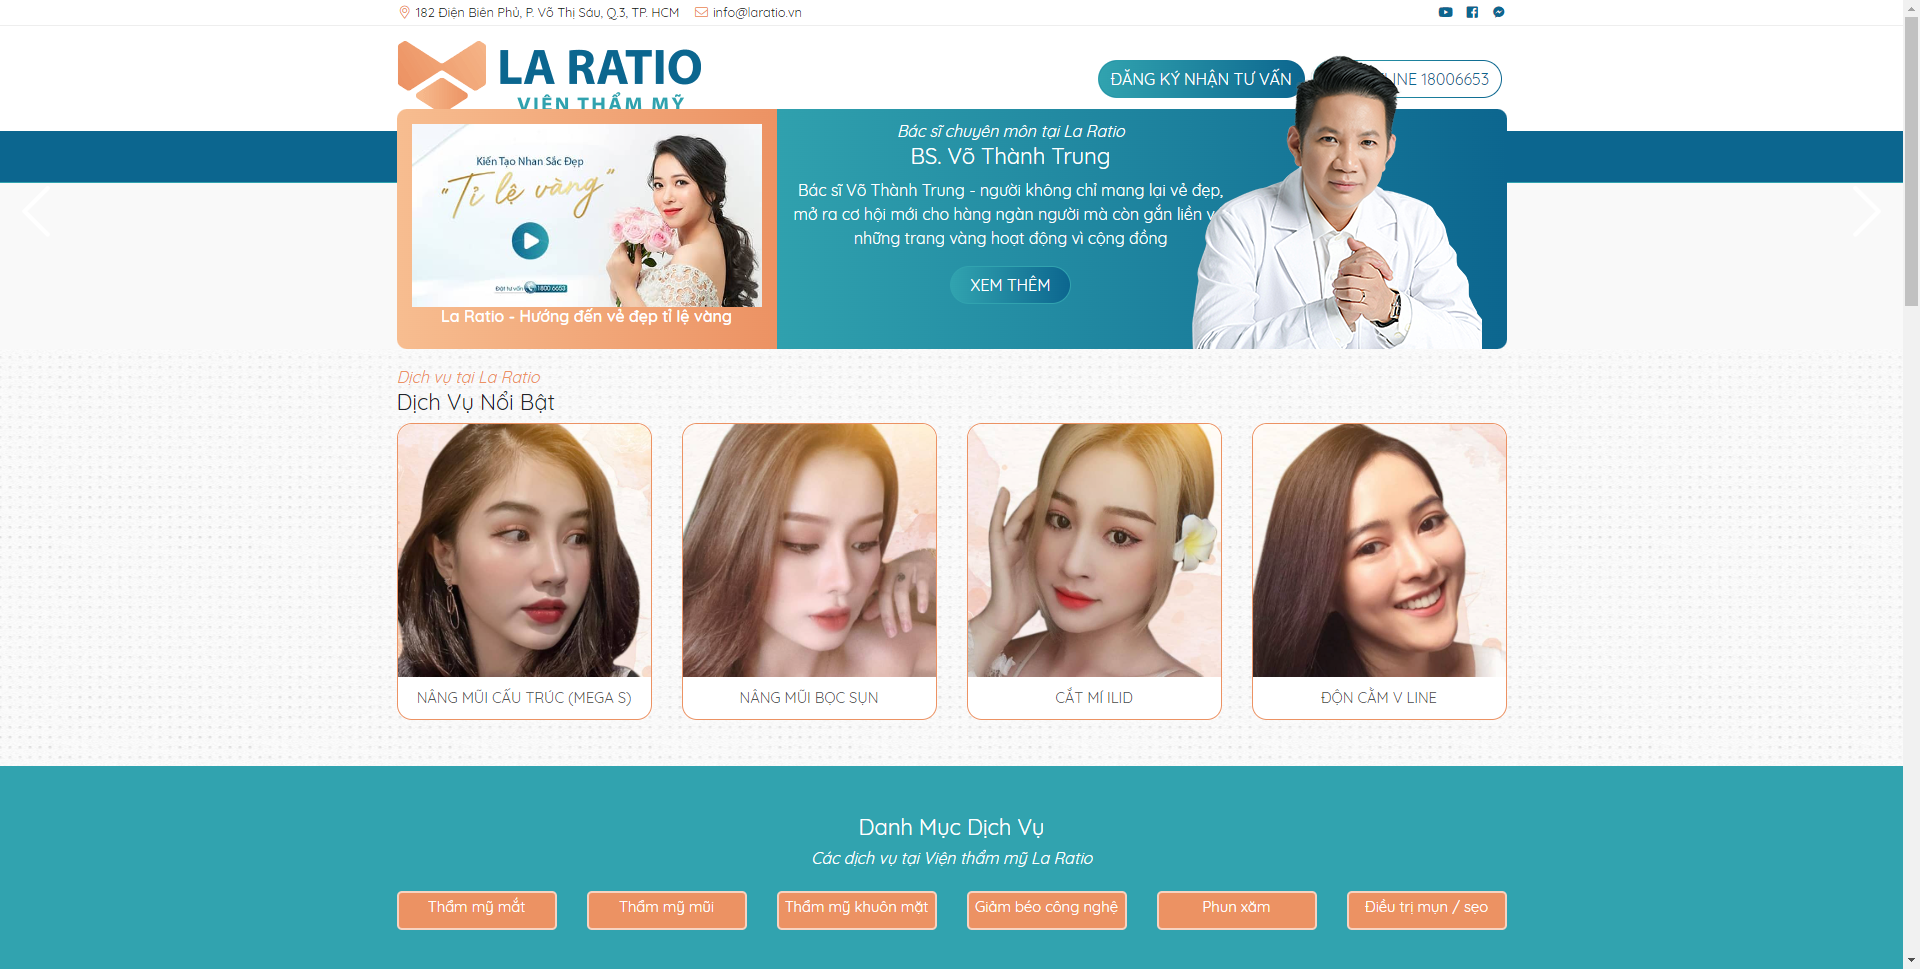 182 Điện Biên Phủ, P. Võ Thị Sáu, Q.3, TP. HCM
info@laratio.vn
LA RATIO
VIỆN THẨM MỸ
ĐĂNG KÝ NHẬN TƯ VẤN
18006653
Kiến Tạo Nhan Sắc Đẹp
"Tỉ lệ vàng"
Đặt tư vấn 1800 6653
La Ratio - Hướng đến vẻ đẹp tỉ lệ vàng
Bác sĩ chuyên môn tại La Ratio
BS. Võ Thành Trung
Bác sĩ Võ Thành Trung - người không chỉ mang lại vẻ đẹp,
mở ra cơ hội mới cho hàng ngàn người mà còn gắn liền
những trang vàng hoạt động vì cộng đồng
XEM THÊM
Dịch vụ tại La Ratio
Dịch Vụ Nổi Bật
NÂNG MŨI CẤU TRÚC (MEGA S)
NÂNG MŨI BỌC SỤN
CẮT MÍ ILID
ĐỘN CẰM V LINE
Danh Mục Dịch Vụ
Các dịch vụ tại Viện thẩm mỹ La Ratio
Thẩm mỹ mắt
Thẩm mỹ mũi
Thẩm mỹ khuôn mặt
Giảm béo công nghệ
Phun xăm
Điều trị mụn / sẹo